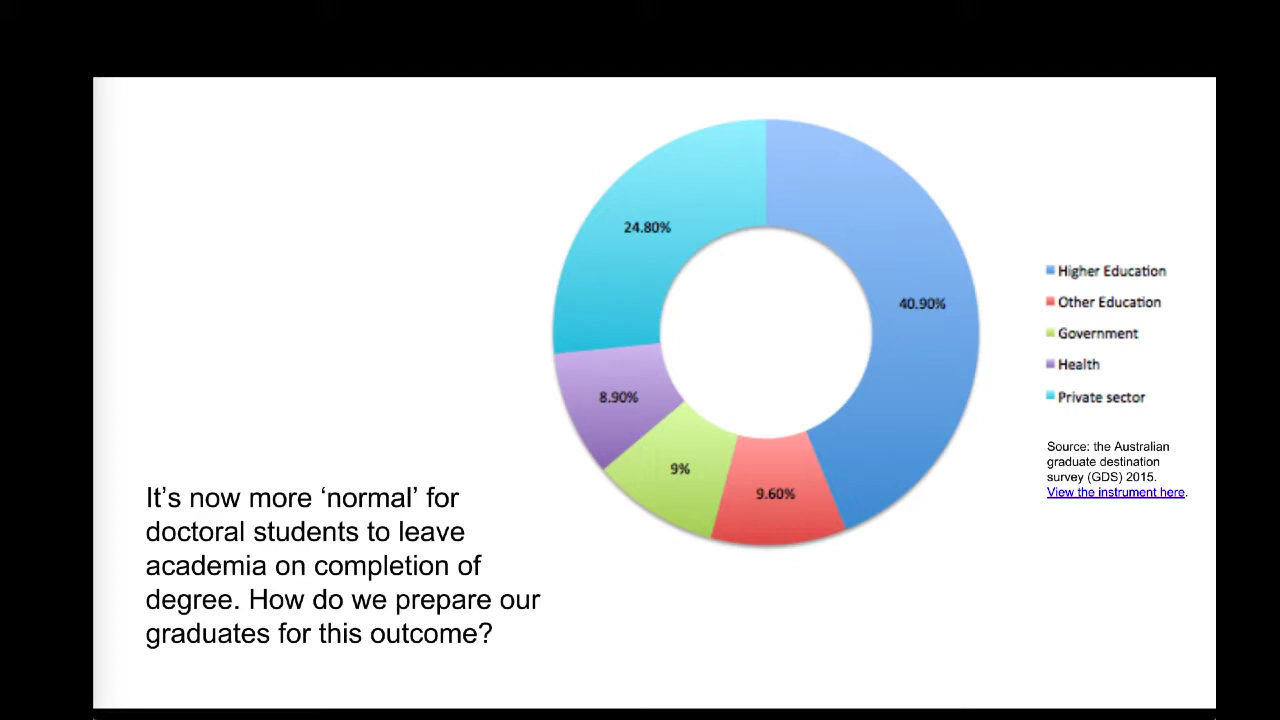 24.80%
40.90%
8.90%
9%
9.60%
Higher Education
Other Education
Government
Health
Private sector
Source: the Australian
graduate destination
survey (GDS) 2015.
View the instrument here.
It’s now more ‘normal’ for
doctoral students to leave
academia on completion of
degree. How do we prepare our
graduates for this outcome?